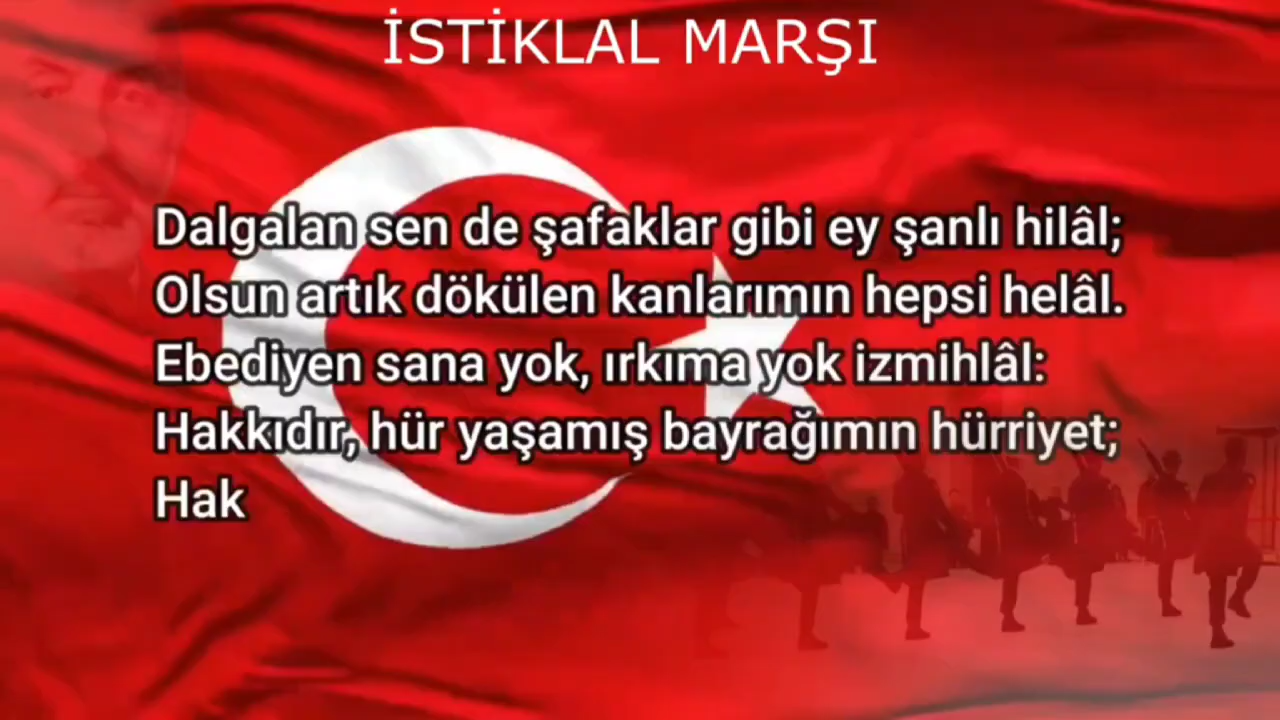 İSTİKLAL MARŞI
Dalgalan sen de şafaklar gibi ey şanlı hilâl;
Olsun artık dökülen kanlarımın hepsi helâl.
Ebediyen sana yok, ırkıma yok izmihlâl:
Hakkıdır, hür yaşamış bayrağımın hürriyet;
Hak